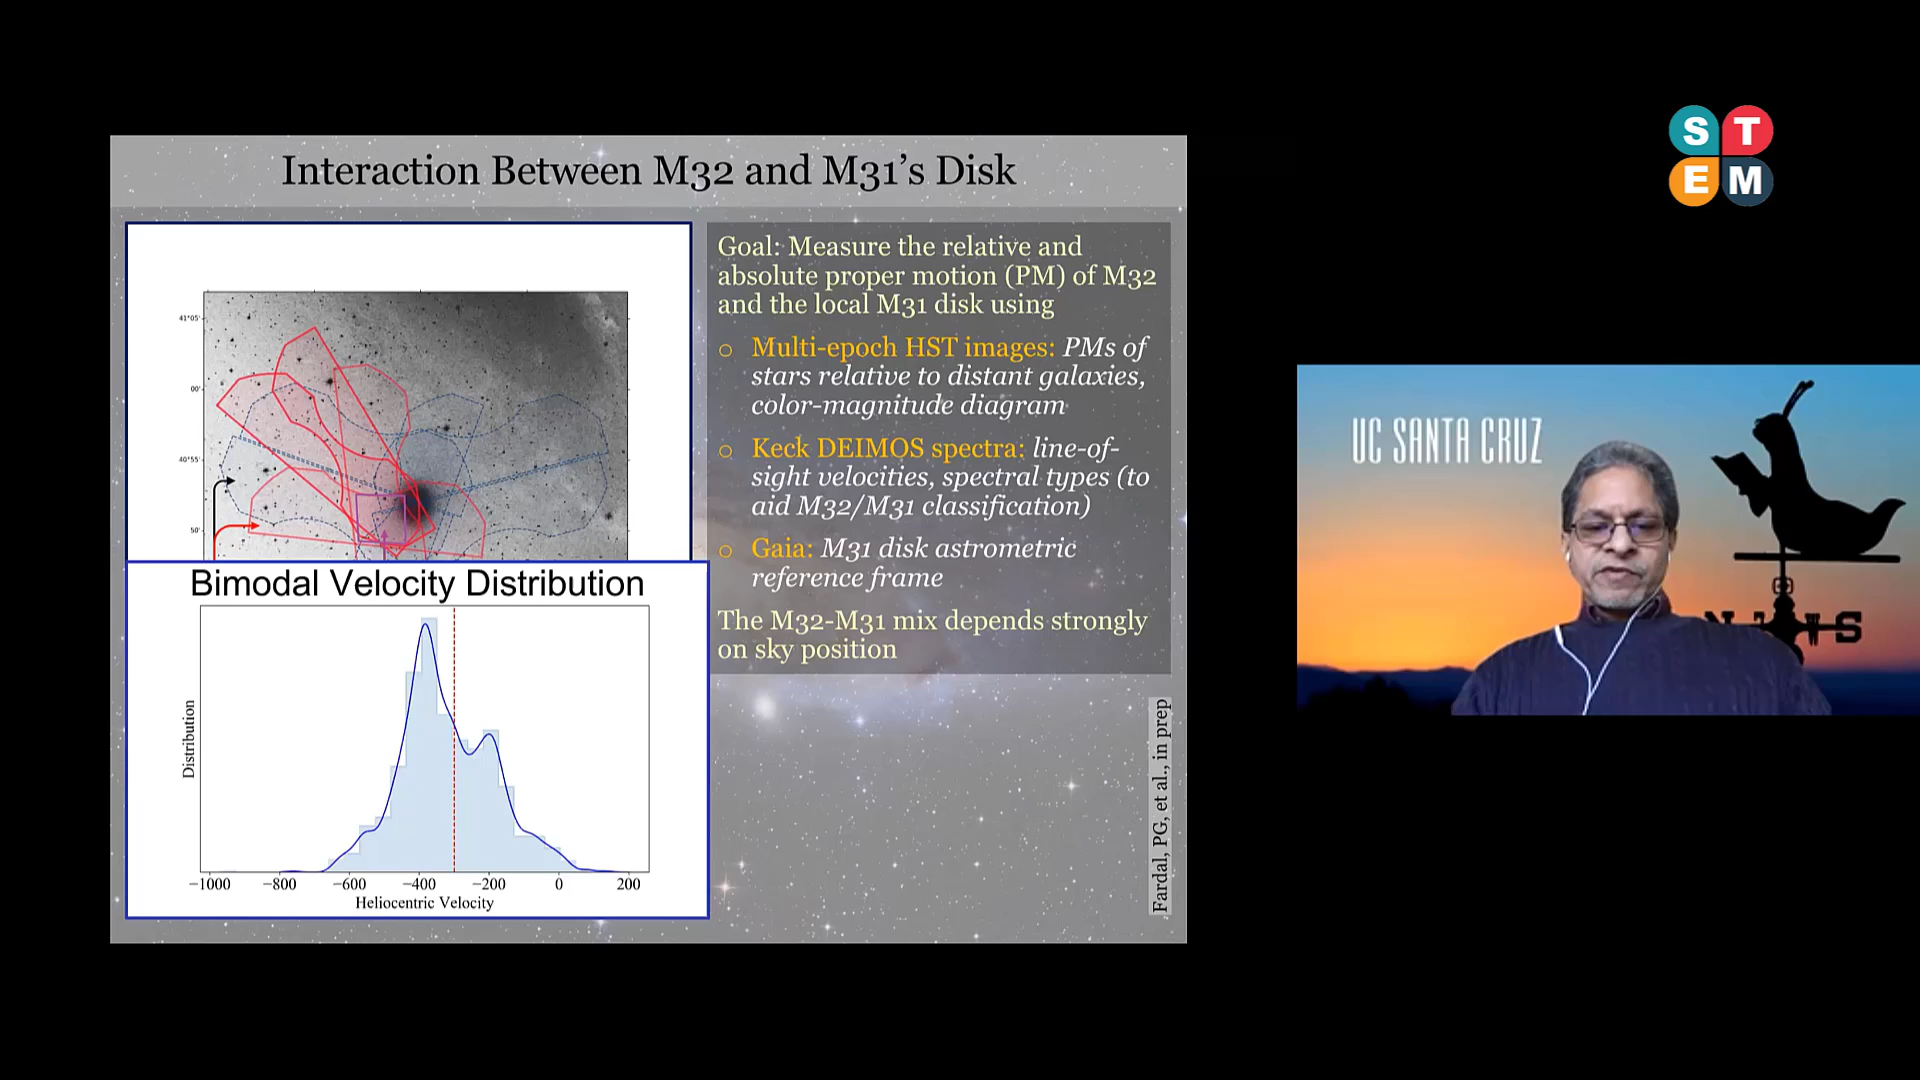 Interaction Between M32 and M31's Disk
41°05'
00'
40°55'
50'
Bimodal Velocity Distribution
Distribution
−1000 −800 −600 −400 −200 0 200
Heliocentric Velocity
Goal: Measure the relative and
absolute proper motion (PM) of M32
and the local M31 disk using
o Multi-epoch HST images: PMs of
stars relative to distant galaxies,
color-magnitude diagram
o Keck DEIMOS spectra: line-of-
sight velocities, spectral types (to
aid M32/M31 classification)
o Gaia: M31 disk astrometric
reference frame
The M32-M31 mix depends strongly
on sky position
Fardal, PG, et al., in prep
S T
E M
UC SANTA CRUZ
N S